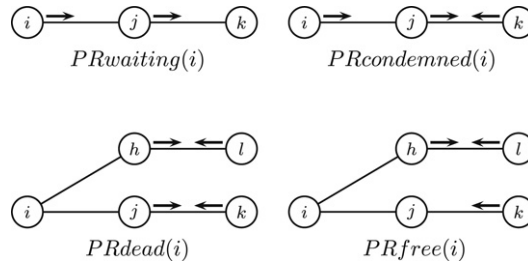 i j k i j k
PRwaiting(i) PRcondemned(i)
h l h l
i j k i j k
PRdead(i) PRfree(i)